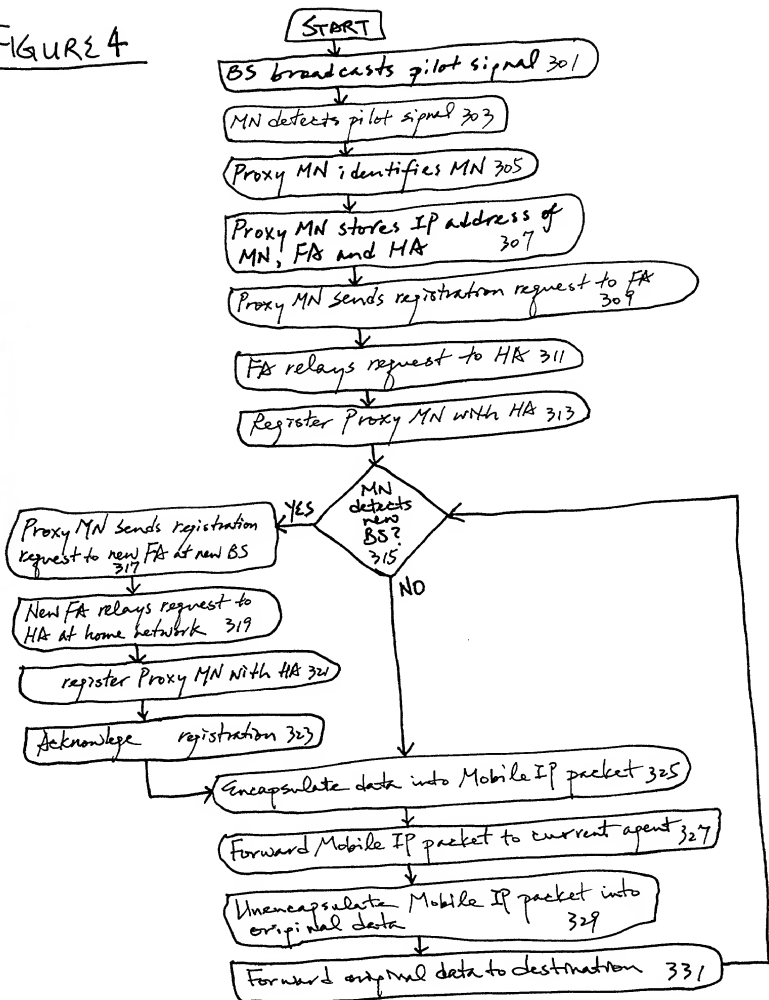 FIGURE 4
START
BS broadcasts pilot signal 301
MN detects pilot signal 303
Proxy MN identifies MN 305
Proxy MN stores IP address of
MN, FA and HA 307
Proxy MN sends registration request to FA
309
FA relays request to HA 311
Register Proxy MN with HA 313
MN
detects
new
BS?
315
YES
NO
Proxy MN sends registration
request to new FA at new BS
317
New FA relays request to
HA at home network 319
register Proxy MN with HA 321
Acknowlege registration 323
Encapsulate data into Mobile IP packet 325
Forward Mobile IP packet to current agent 327
Unencapsulate Mobile IP packet into
original data 329
Forward original data to destination 331